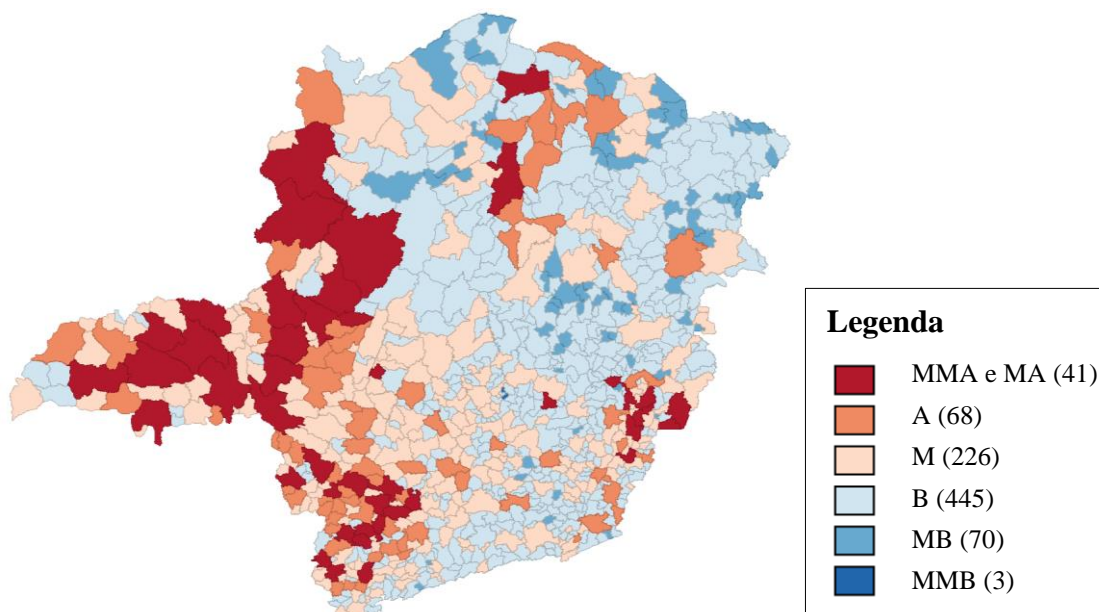 Legenda
MMA e MA (41)
A (68)
M (226)
B (445)
MB (70)
MMB (3)